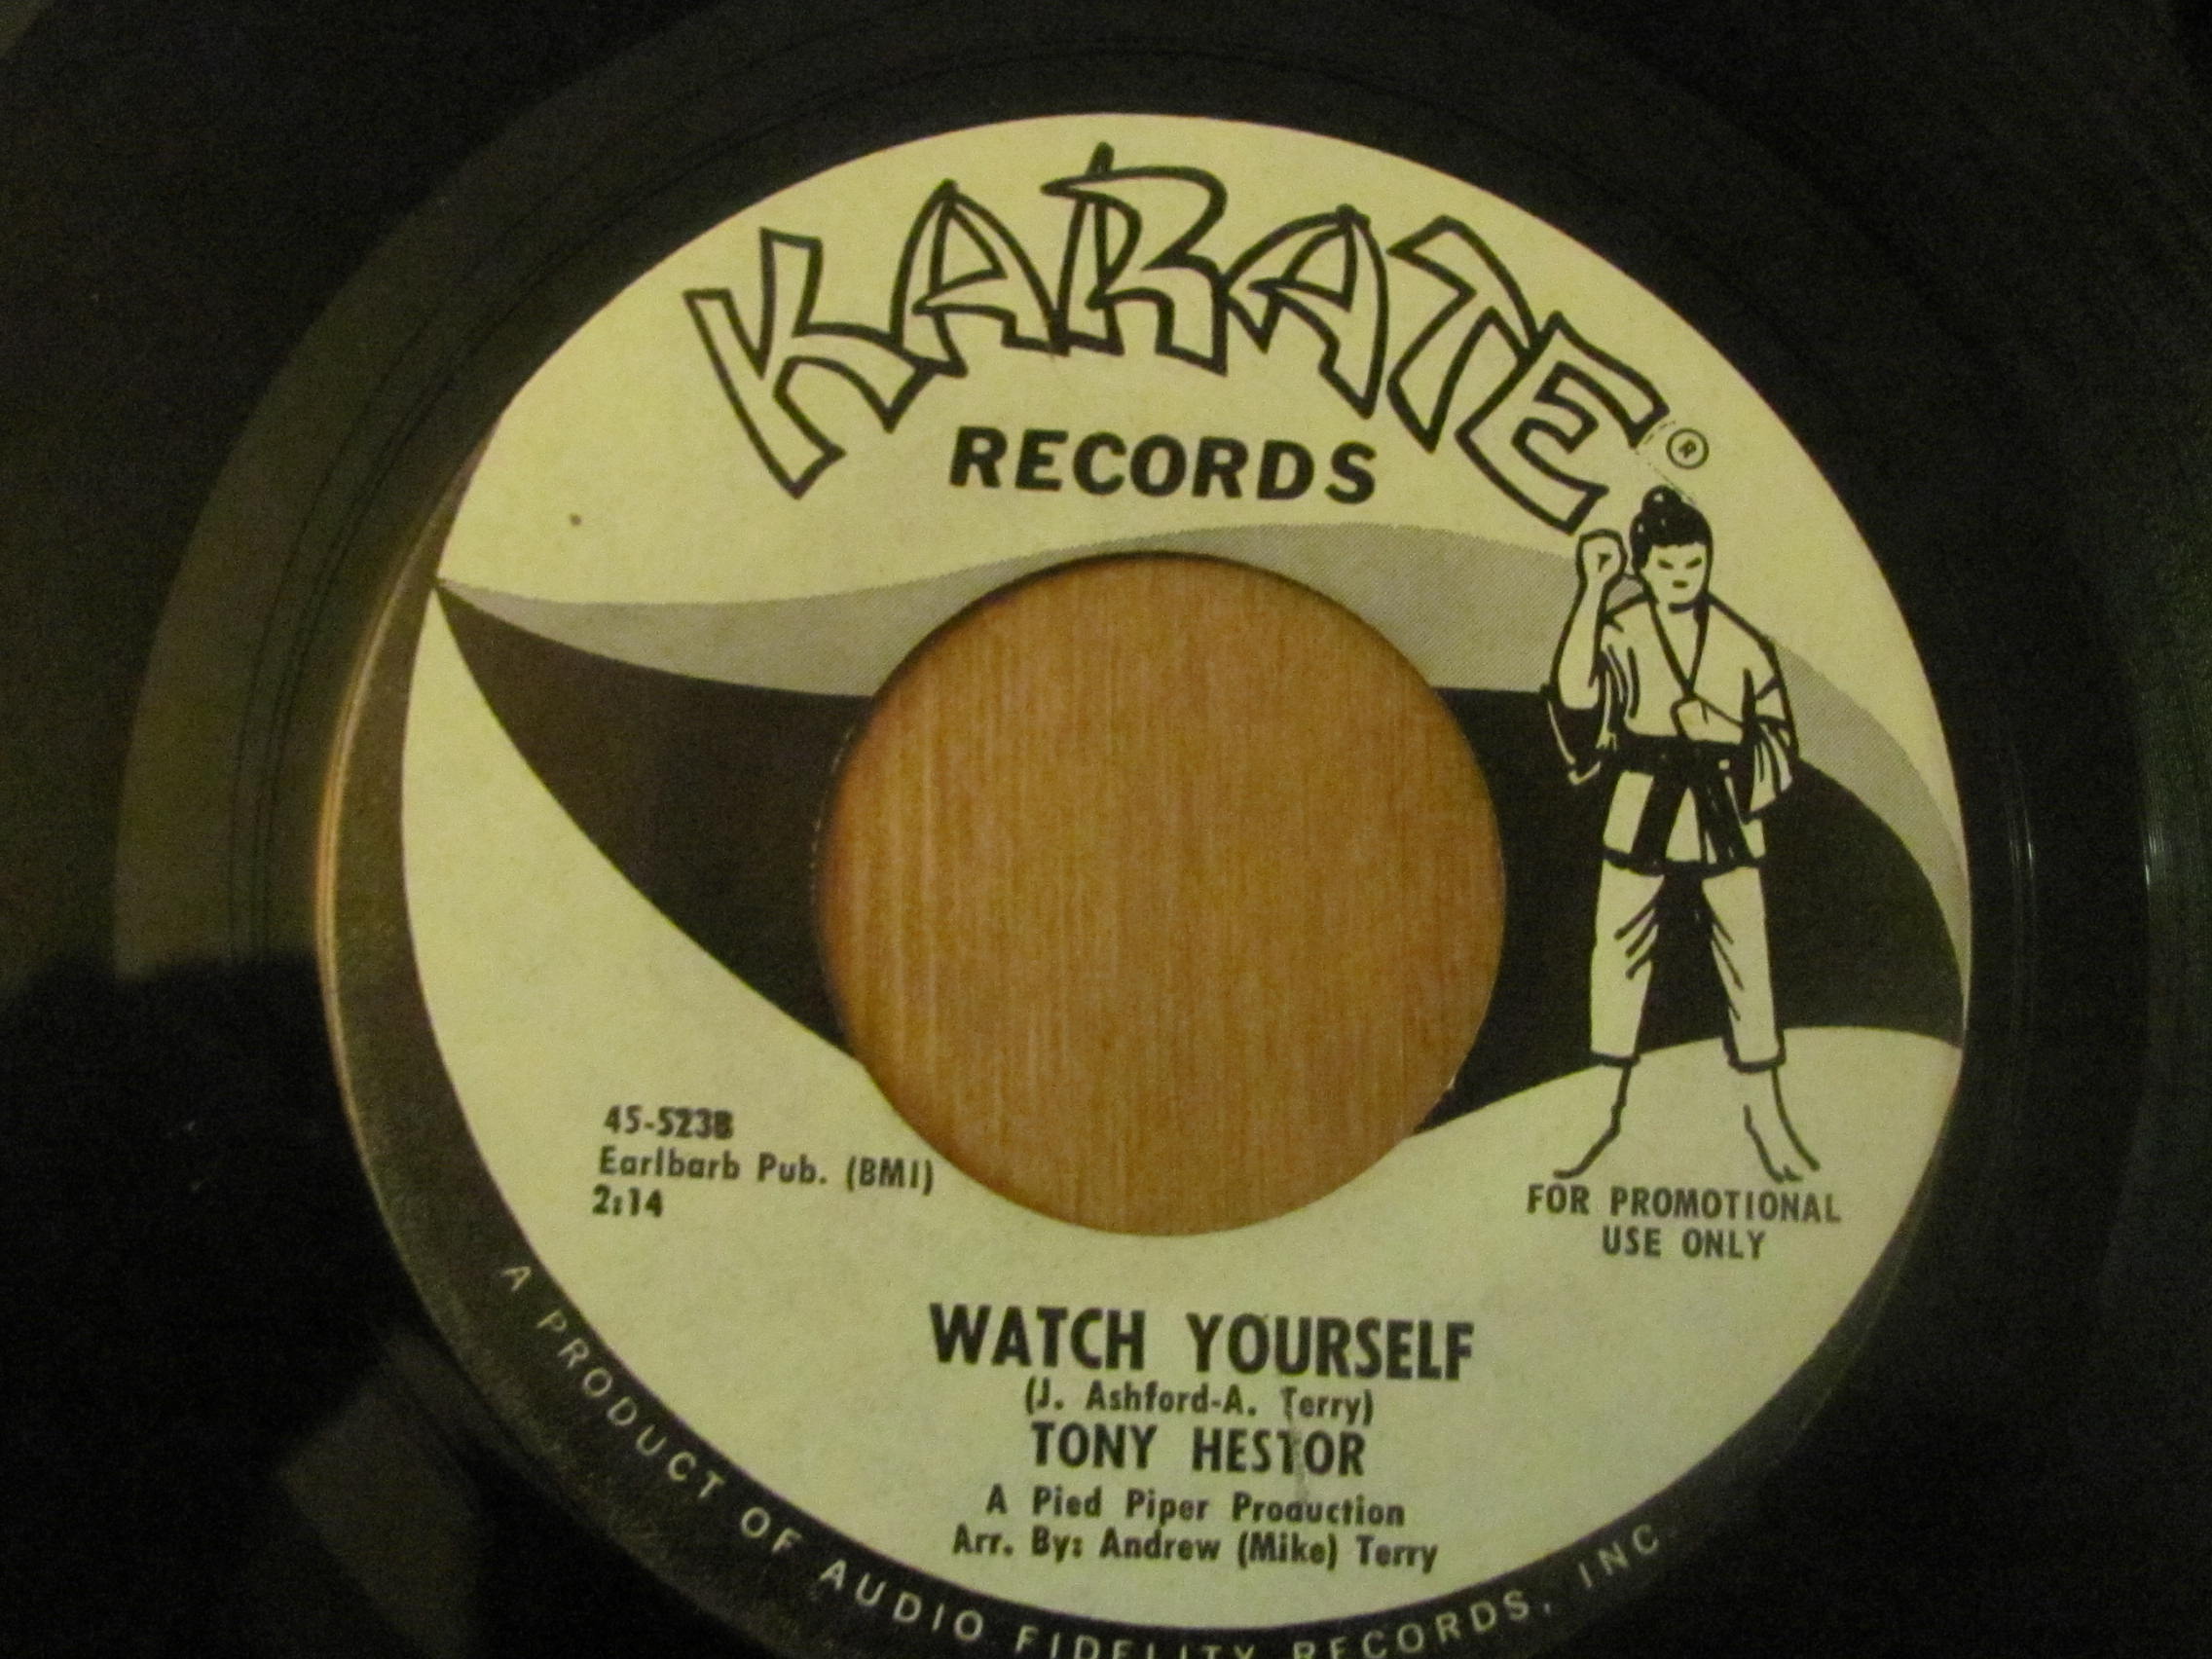 KARATE ®
RECORDS
45-523B
Earlbarb Pub. (BMI)
2:14
FOR PROMOTIONAL
USE ONLY
WATCH YOURSELF
(J. Ashford-A. Terry)
TONY HESTOR
A Pied Piper Production
Arr. By: Andrew (Mike) Terry
A PRODUCT OF AUDIO FIDELITY RECORDS, INC.